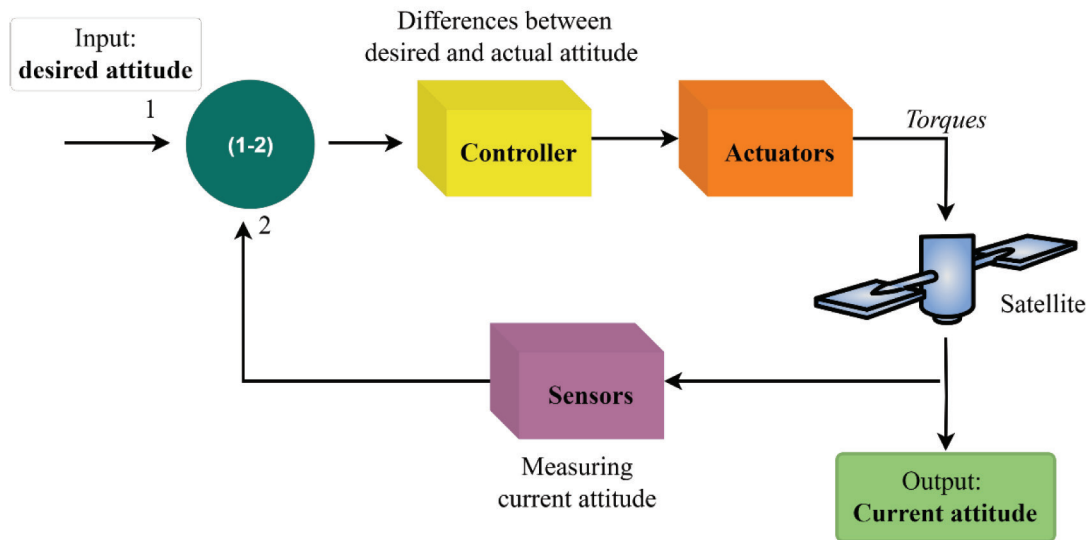 Input:
desired attitude
1
(1-2)
2
Differences between
desired and actual attitude
Controller
Actuators
Torques
Satellite
Sensors
Measuring
current attitude
Output:
Current attitude